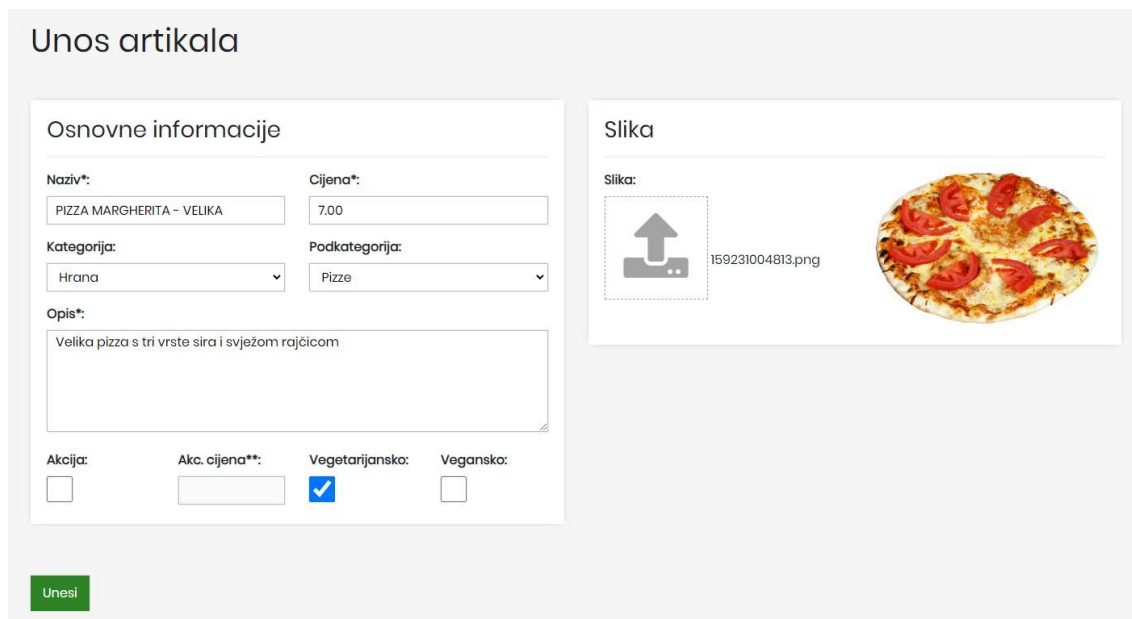 Unos artikala
Osnovne informacije
Naziv*:
Cijena*:
PIZZA MARGHERITA - VELIKA
7.00
Kategorija:
Podkategorija:
Hrana
Pizze
Opis*:
Velika pizza s tri vrste sira i svježom rajčicom
Akcija:
Akc. cijena**:
Vegetarijansko:
Vegansko:
Slika
Slika:
159231004813.png
Unesi